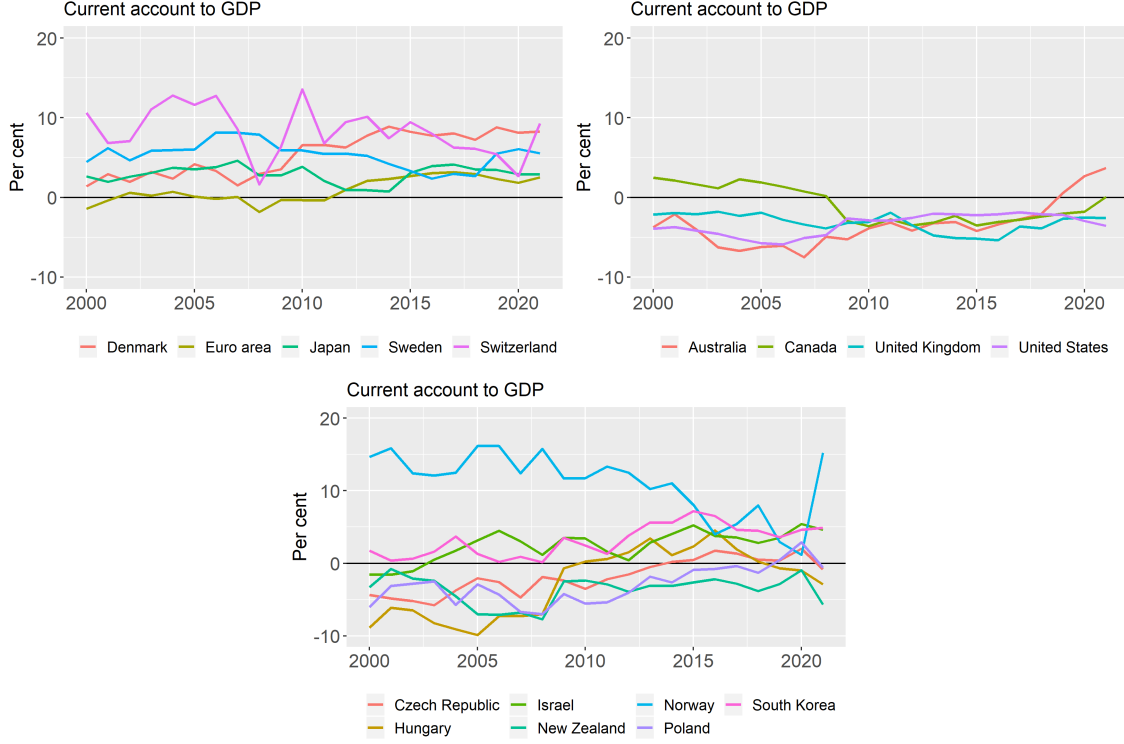 Current account to GDP
Per cent
20
10
0
-10
2000 2005 2010 2015 2020
Denmark Euro area Japan Sweden Switzerland
Current account to GDP
Per cent
20
10
0
-10
2000 2005 2010 2015 2020
Australia Canada United Kingdom United States
Current account to GDP
Per cent
20
10
0
-10
2000 2005 2010 2015 2020
Czech Republic Israel Norway South Korea
Hungary New Zealand Poland